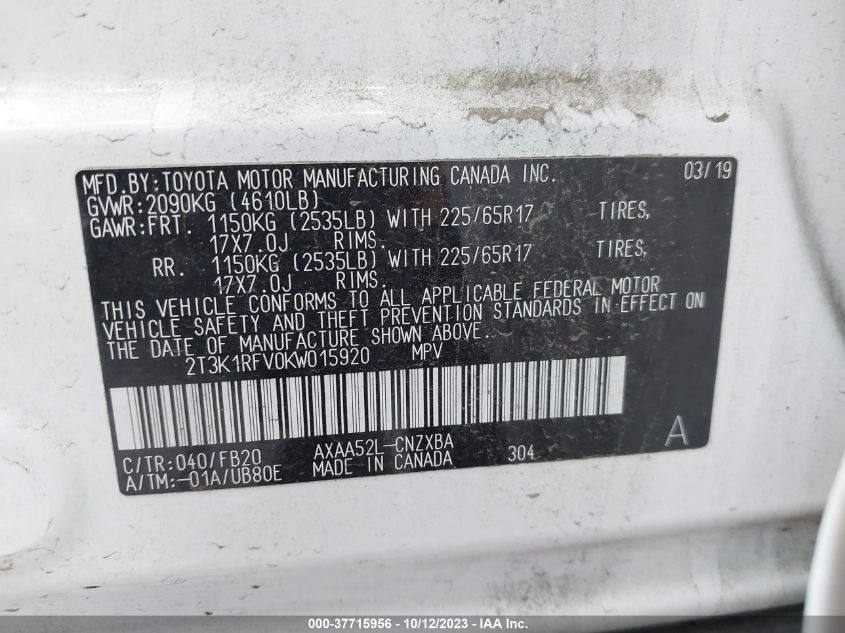 MFD.BY:TOYOTA MOTOR MANUFACTURING CANADA INC. 03/19
GVWR:2090KG (4610LB)
GAWR:FRT. 1150KG (2535LB) WITH 225/65R17 TIRES,
17X7.0J RIMS.
RR. 1150KG (2535LB) WITH 225/65R17 TIRES,
17X7.0J RIMS.
THIS VEHICLE CONFORMS TO ALL APPLICABLE FEDERAL MOTOR
VEHICLE SAFETY AND THEFT PREVENTION STANDARDS IN EFFECT ON
THE DATE OF MANUFACTURE SHOWN ABOVE.
2T3K1RFV0KW015920 MPV
C/TR:040/FB20 AXAA52L-CNZXBA A
A/TM:-01A/UB80E MADE IN CANADA 304
000-37715956 - 10/12/2023 - IEA Inc.